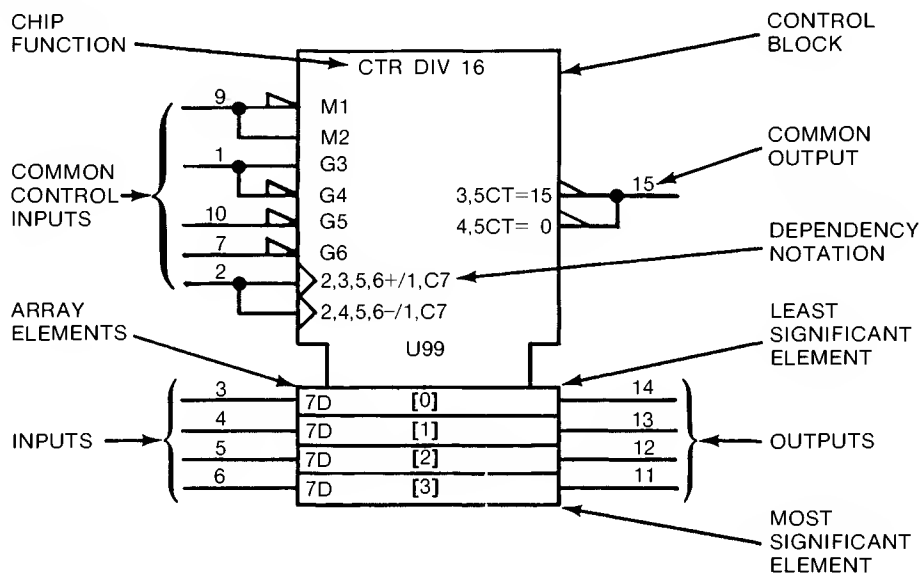 CHIP
FUNCTION
CONTROL
BLOCK
CTR DIV 16
9
M1
M2
1
G3
G4
10
G5
7
G6
2
2,3,5,6+/1,C7
2,4,5,6−/1,C7
COMMON
CONTROL
INPUTS
3,5CT=15
4,5CT= 0
15
COMMON
OUTPUT
DEPENDENCY
NOTATION
ARRAY
ELEMENTS
U99
LEAST
SIGNIFICANT
ELEMENT
3
7D [0]
14
4
7D [1]
13
5
7D [2]
12
6
7D [3]
11
INPUTS
OUTPUTS
MOST
SIGNIFICANT
ELEMENT